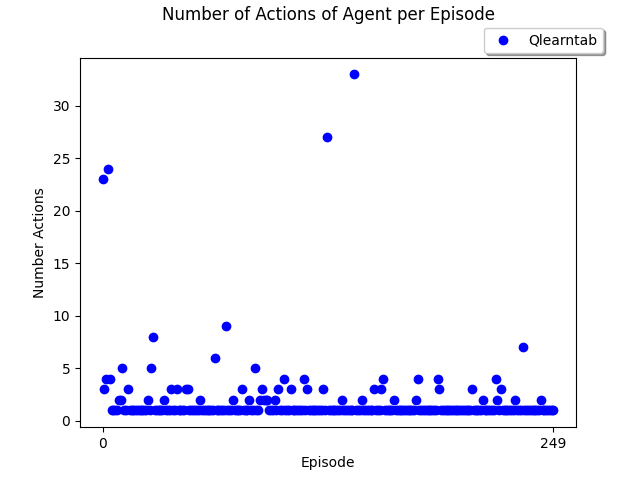 Number of Actions of Agent per Episode
Qlearntab
30
25
20
15
10
5
0
Number Actions
0 249
Episode